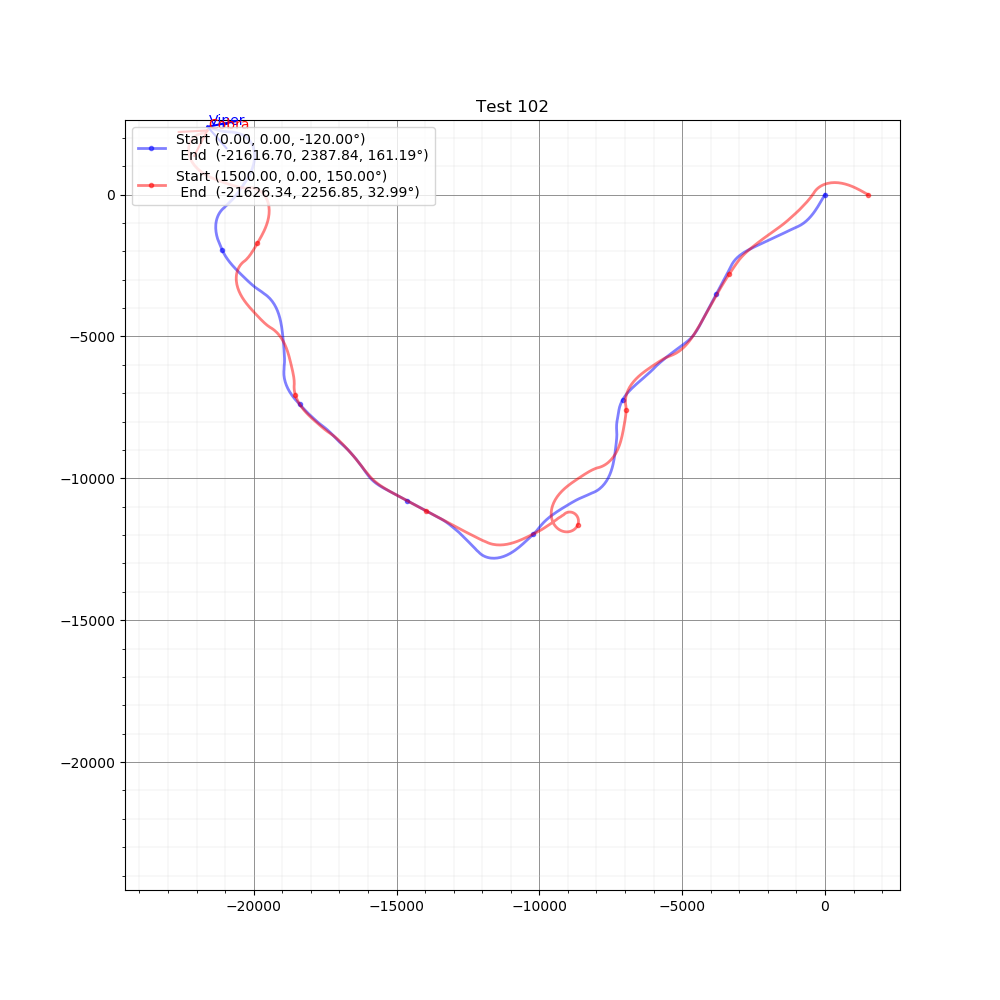 Test 102
Viper
Start (0.00, 0.00, -120.00°)
End (-21616.70, 2387.84, 161.19°)
Start (1500.00, 0.00, 150.00°)
End (-21626.34, 2256.85, 32.99°)
0
−5000
−10000
−15000
−20000
−20000
−15000
−10000
−5000
0